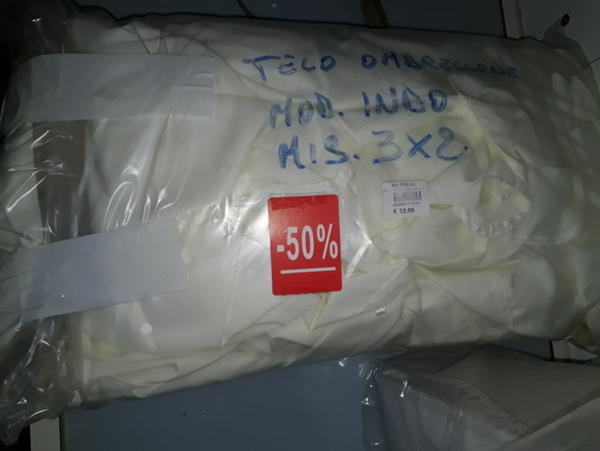 TELO OMBRELLONE
MOD. INDO
MIS. 3X2
-50%
€ 32,00